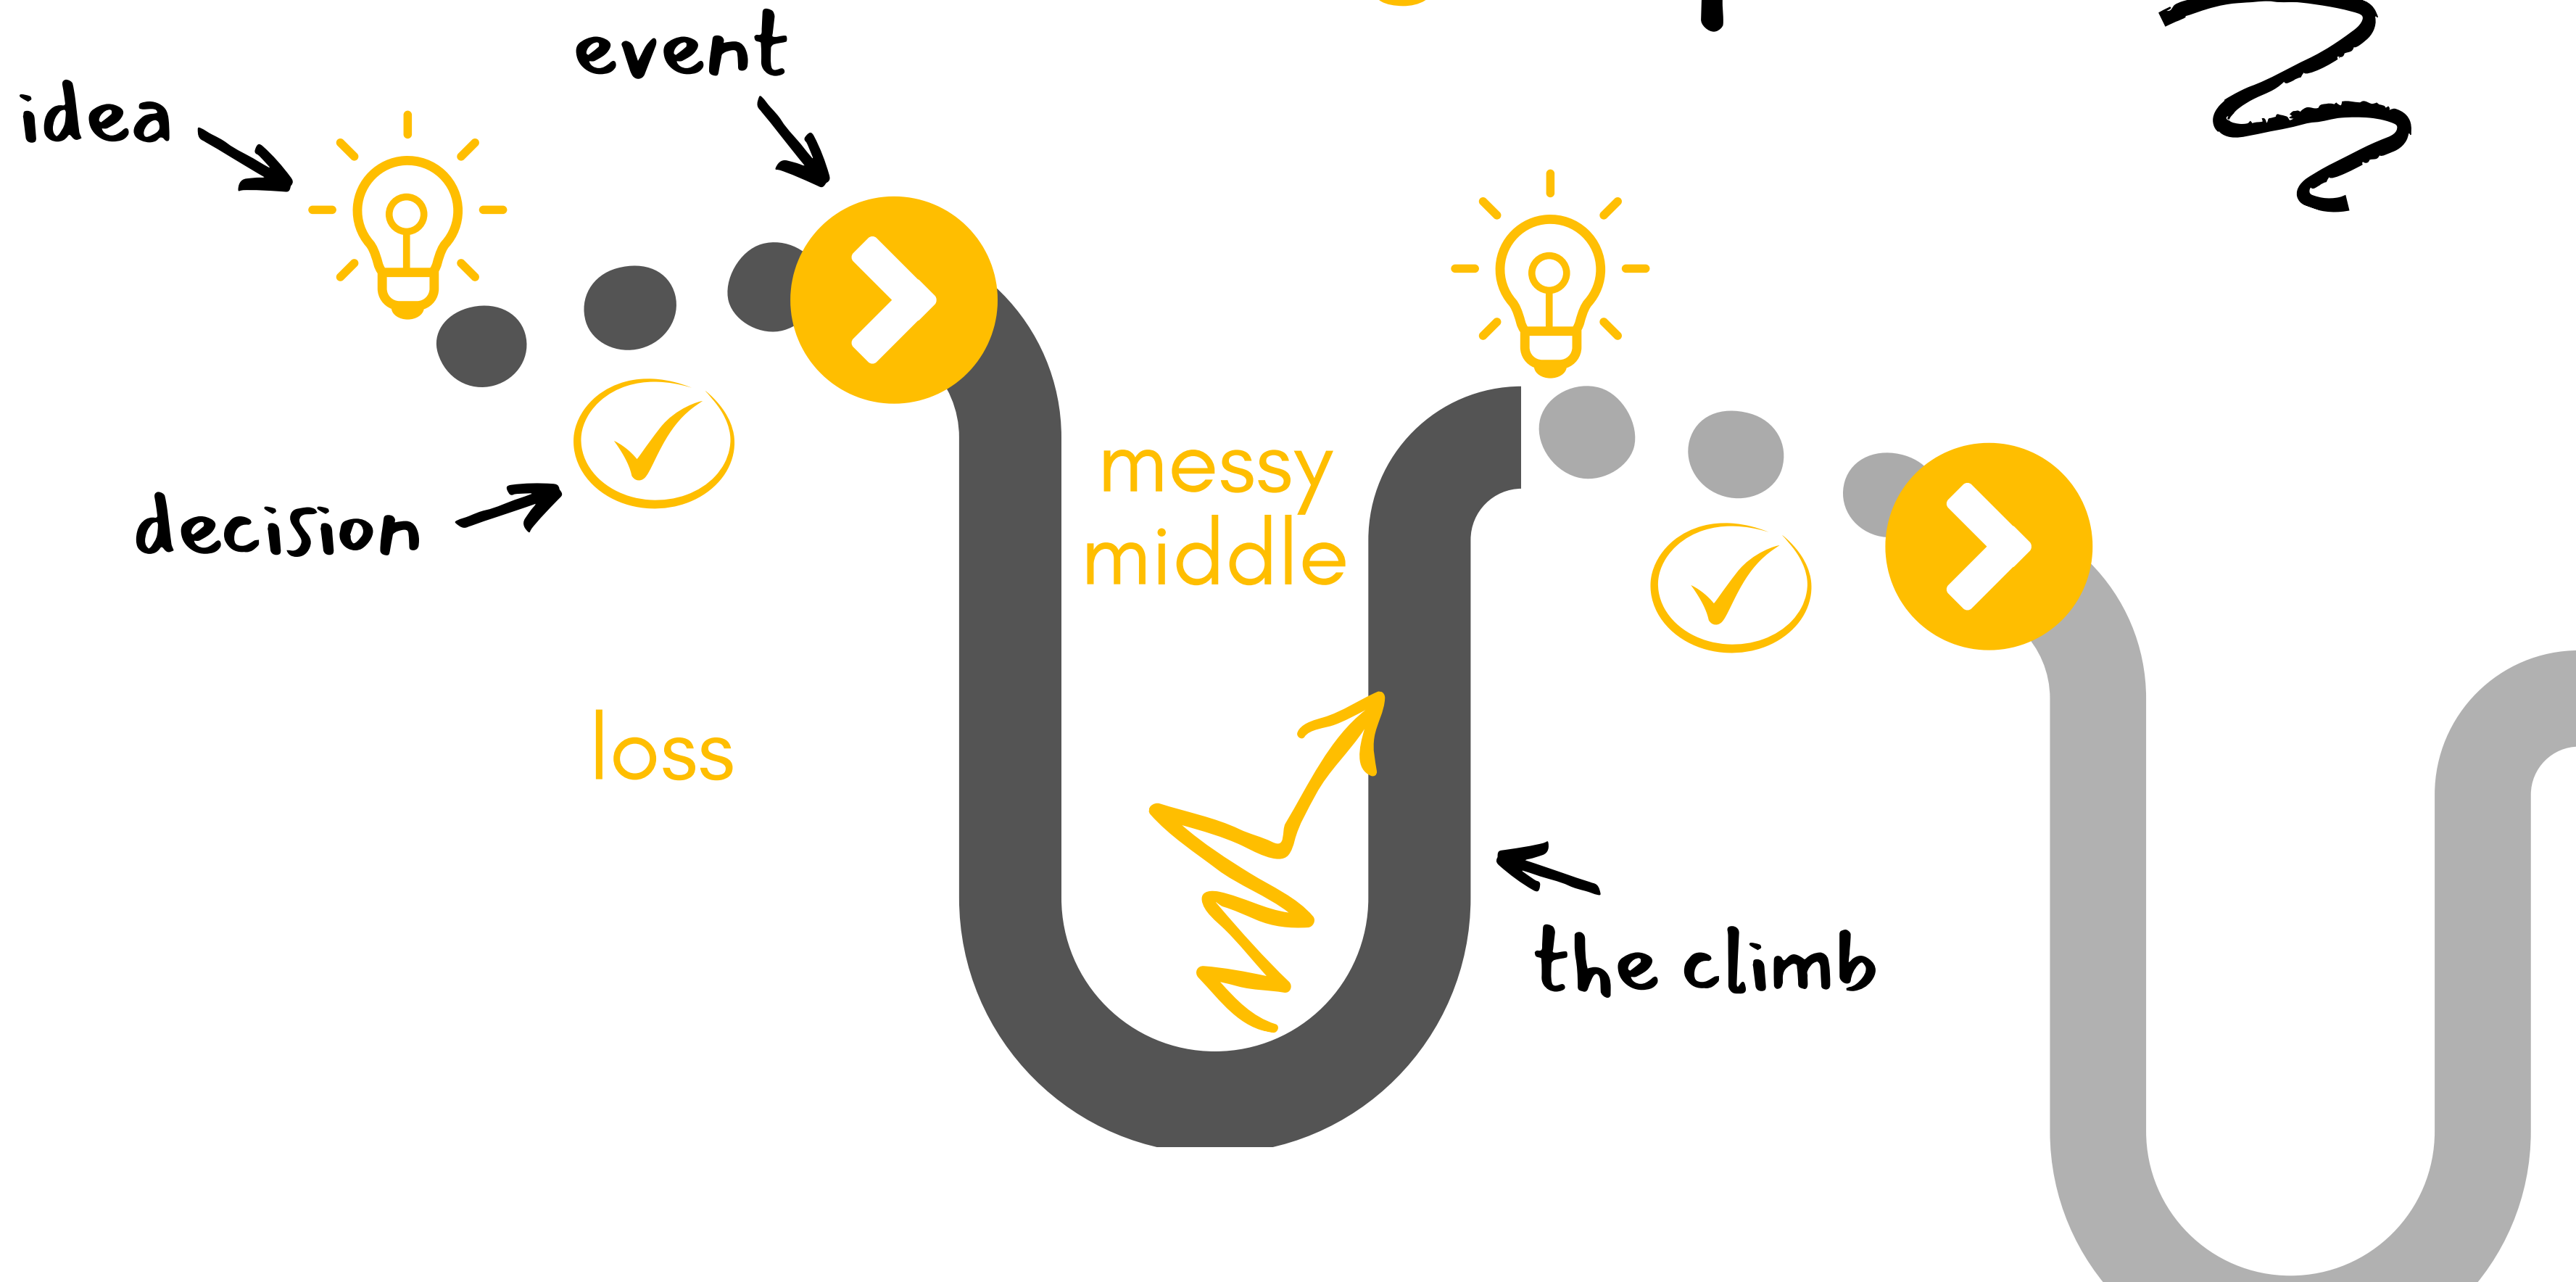 event
idea
messy
middle
decision
loss
the climb